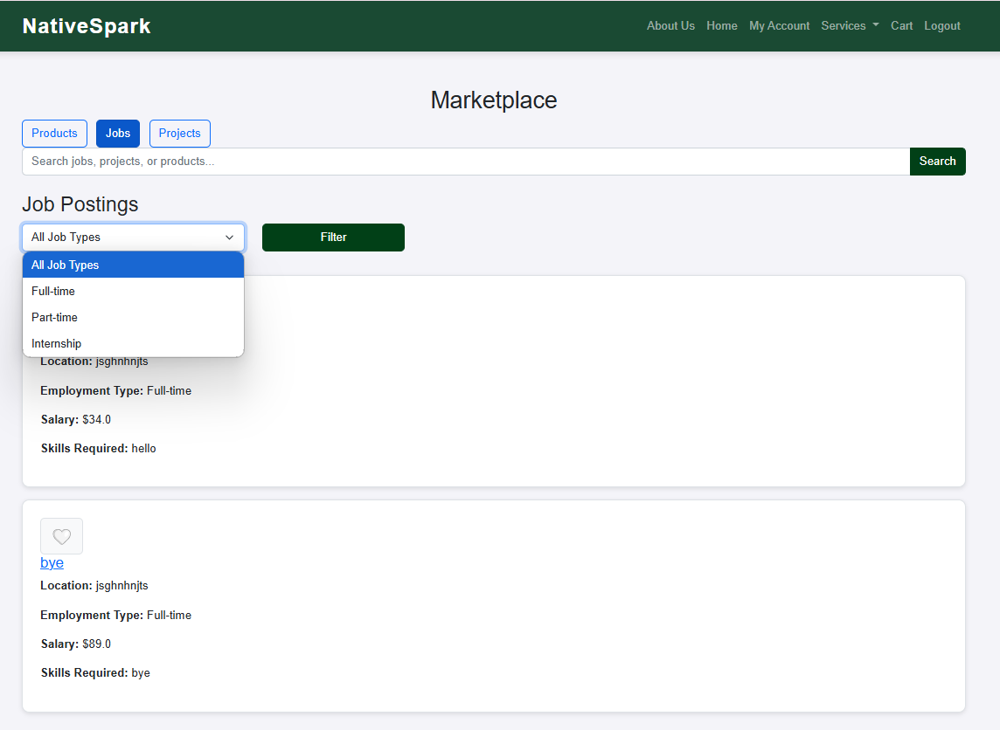 NativeSpark
About Us Home My Account Services Cart Logout
Marketplace
Products Jobs Projects
Search jobs, projects, or products... Search
Job Postings
All Job Types Filter
All Job Types
Full-time
Part-time
Internship
Location: jsghnhnjts
Employment Type: Full-time
Salary: $34.0
Skills Required: hello
bye
Location: jsghnhnjts
Employment Type: Full-time
Salary: $89.0
Skills Required: bye